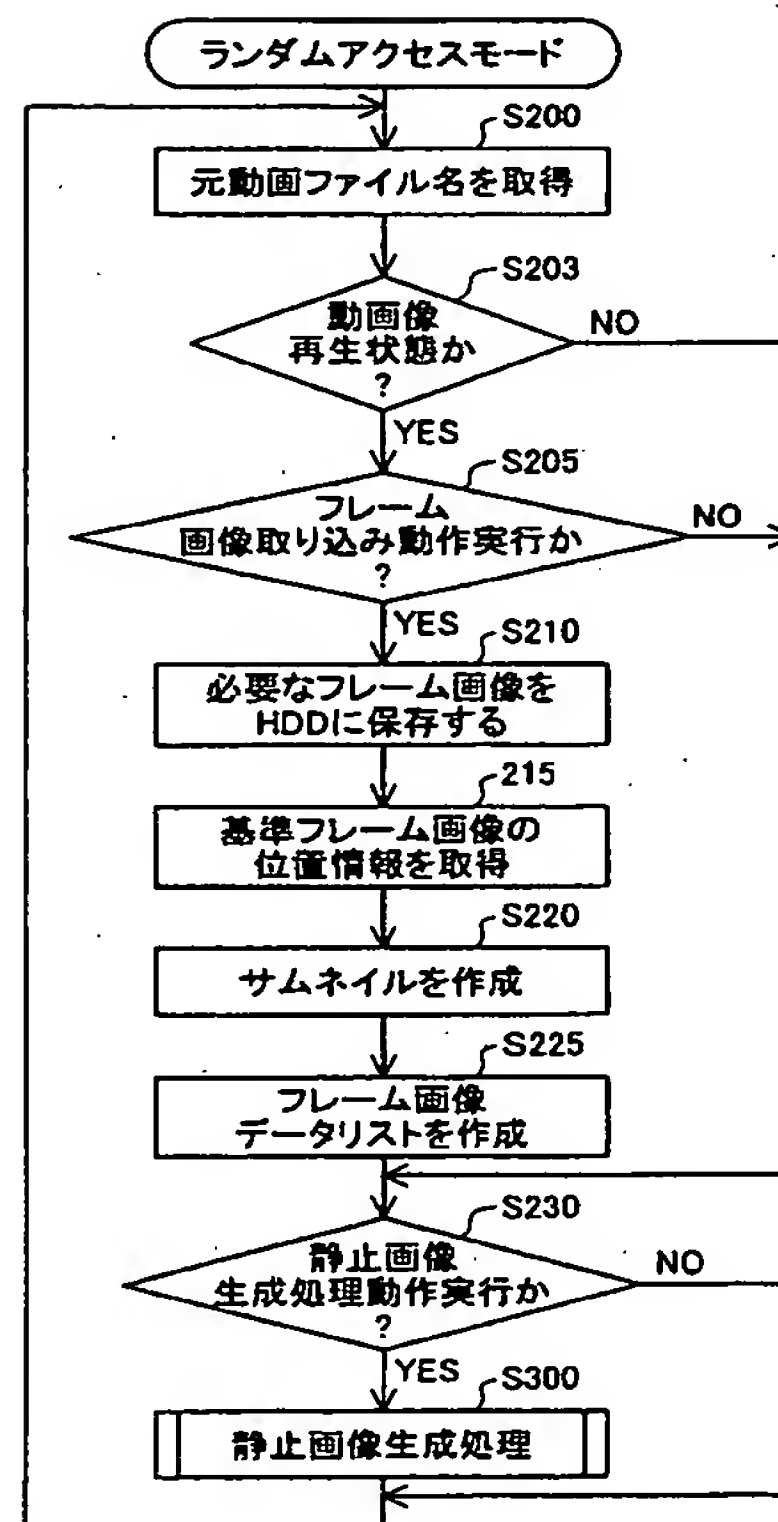 ランダムアクセスモード
S200
元動画ファイル名を取得
S203
動画像
再生状態か
?
NO
YES
S205
フレーム
画像取り込み動作実行か
?
NO
YES
S210
必要なフレーム画像を
HDDに保存する
215
基準フレーム画像の
位置情報を取得
S220
サムネイルを作成
S225
フレーム画像
データリストを作成
S230
静止画像
生成処理動作実行か
?
NO
YES
S300
静止画像生成処理